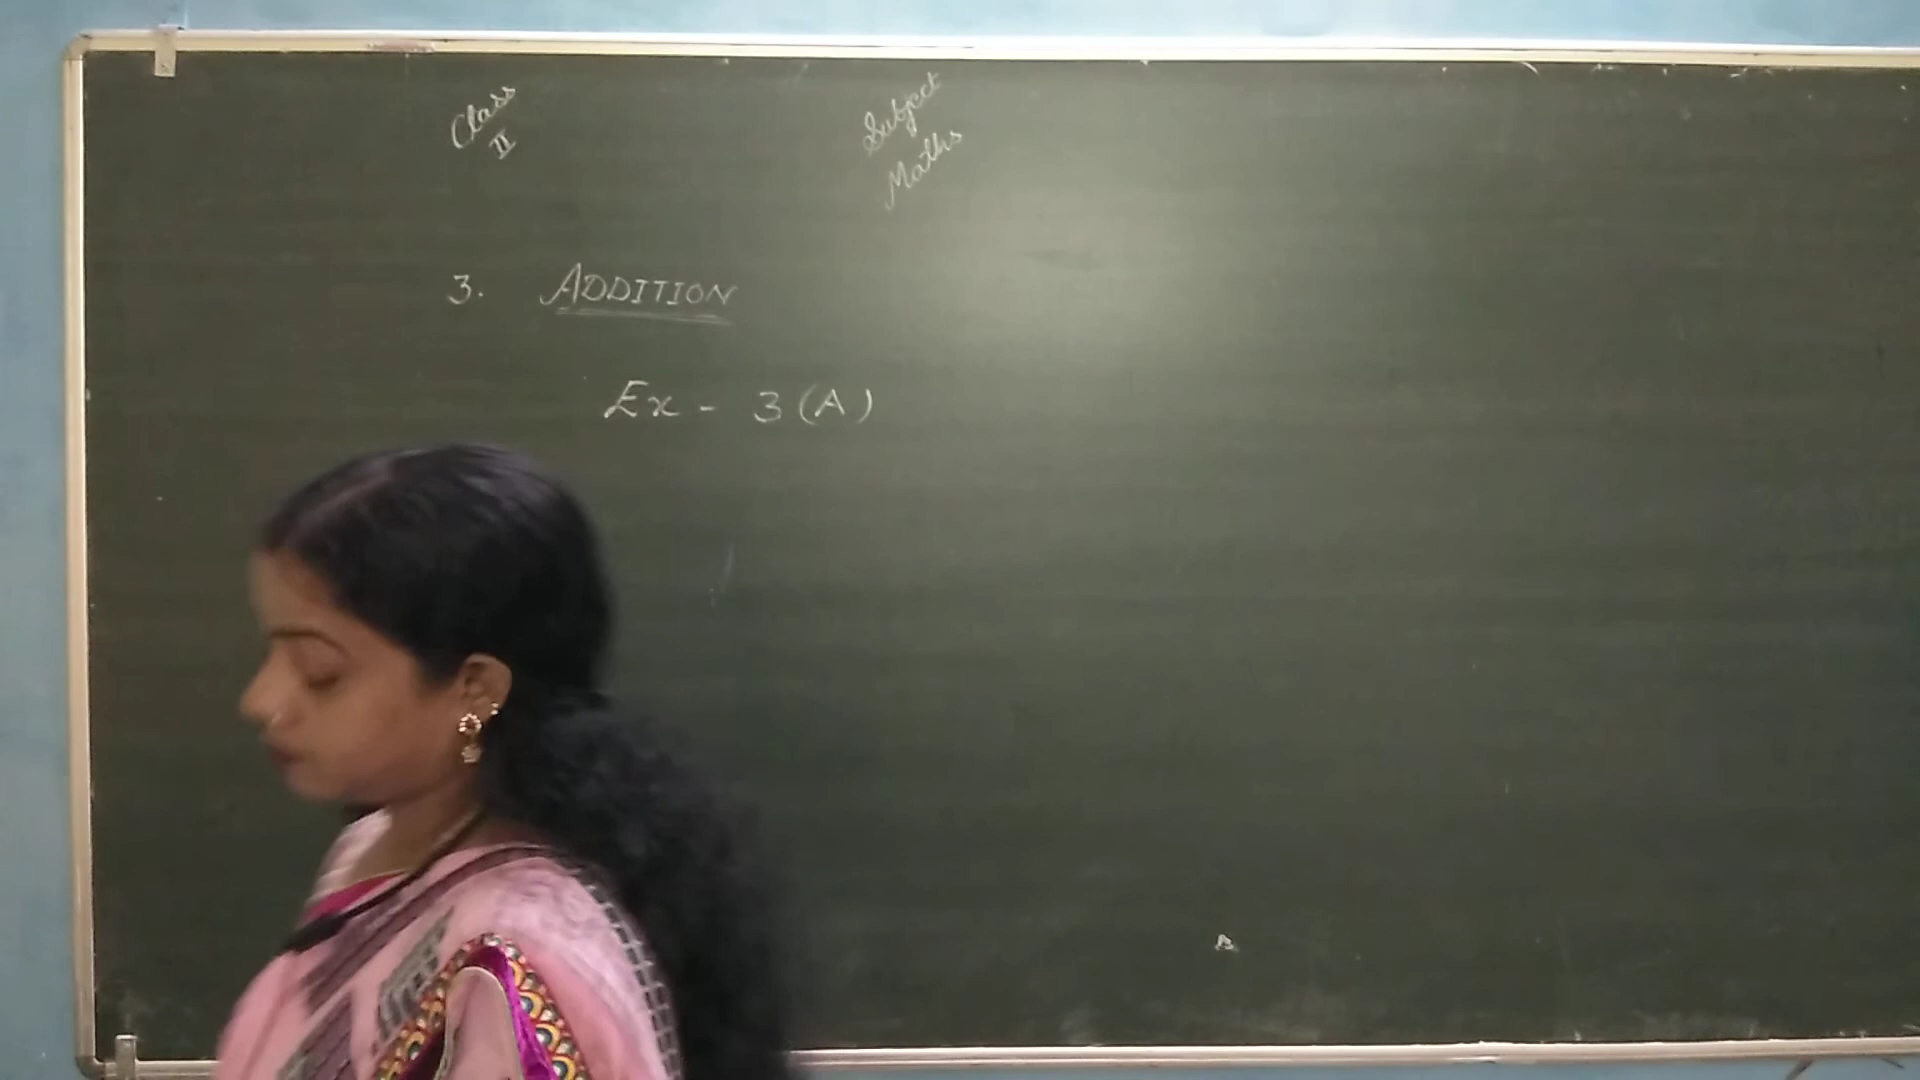 Class
II
Subject
Maths
3. ADDITION
Ex - 3 (A)